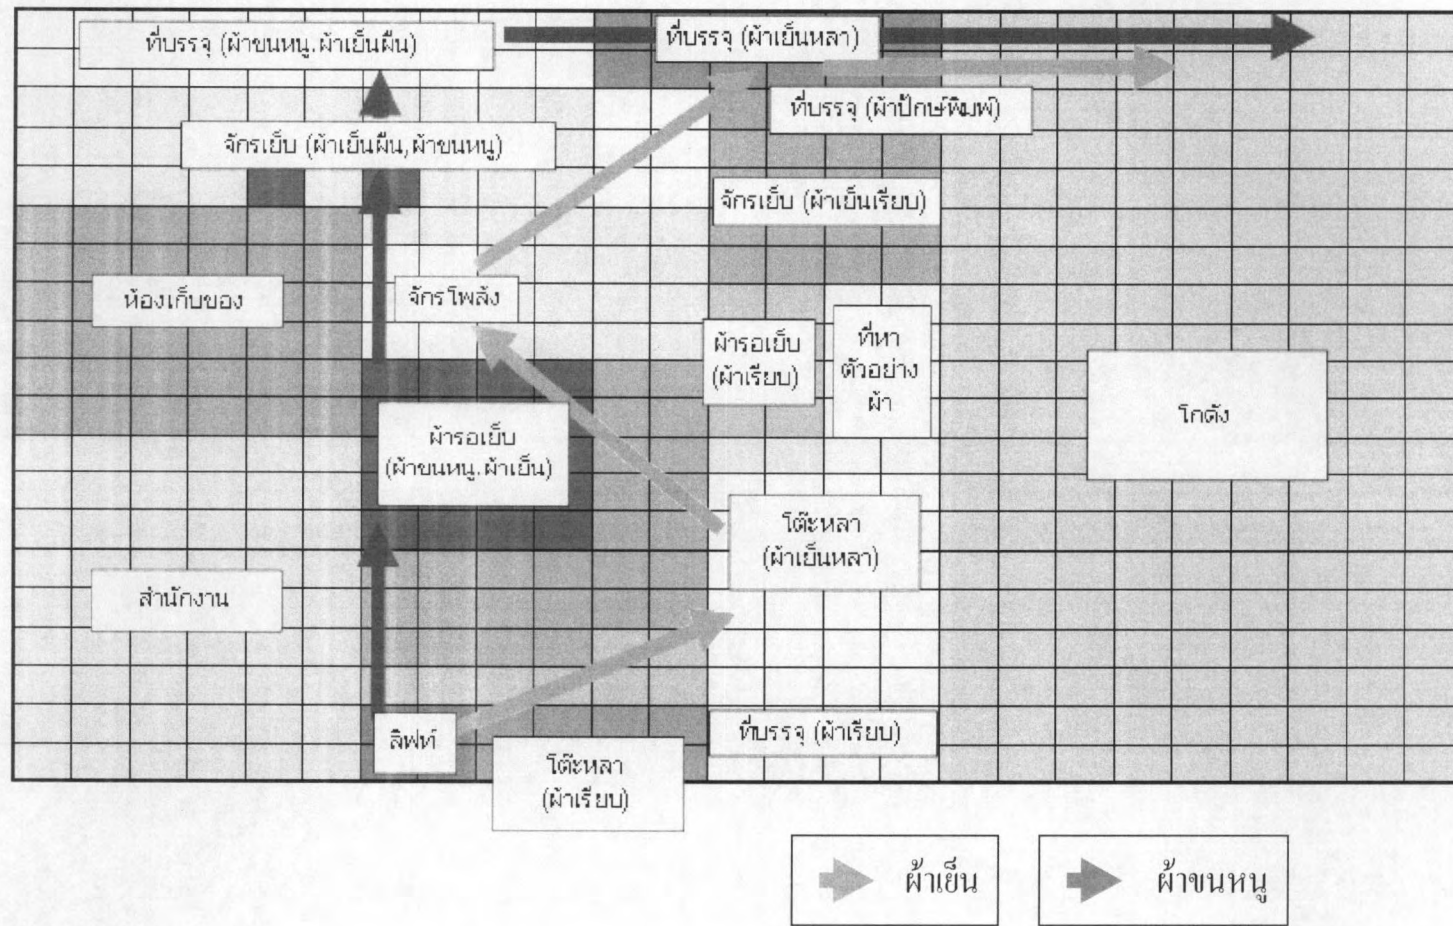 ที่บรรจุ (ผ้าขนหนู.ผ้าเย็นผืน)
ที่บรรจุ (ผ้าเย็นหลา)
ที่บรรจุ (ผ้าปักษ์พิมพ์)
จักรเย็บ (ผ้าเย็นผืน,ผ้าขนหนู)
จักรเย็บ (ผ้าเย็นเรียบ)
ห้องเก็บของ
จักรโพล้ง
ผ้ารอเย็บ
(ผ้าเรียบ)
ที่หา
ตัวอย่าง
ผ้า
โกดัง
ผ้ารอเย็บ
(ผ้าขนหนู.ผ้าเย็น)
โต๊ะหลา
(ผ้าเย็นหลา)
สำนักงาน
ลิฟท์
โต๊ะหลา
(ผ้าเรียบ)
ที่บรรจุ (ผ้าเรียบ)
ผ้าเย็น
ผ้าขนหนู